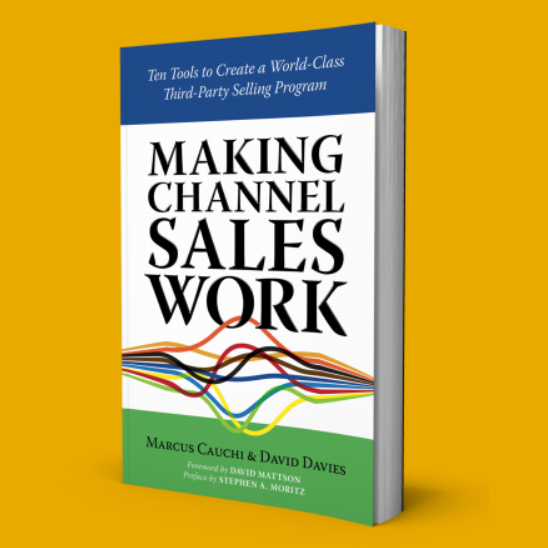 Ten Tools to Create a World-Class
Third-Party Selling Program
MAKING
CHANNEL
SALES
WORK
MARCUS CAUCHI & DAVID DAVIES
Foreword by DAVID MATTSON
Preface by STEPHEN A. MORITZ